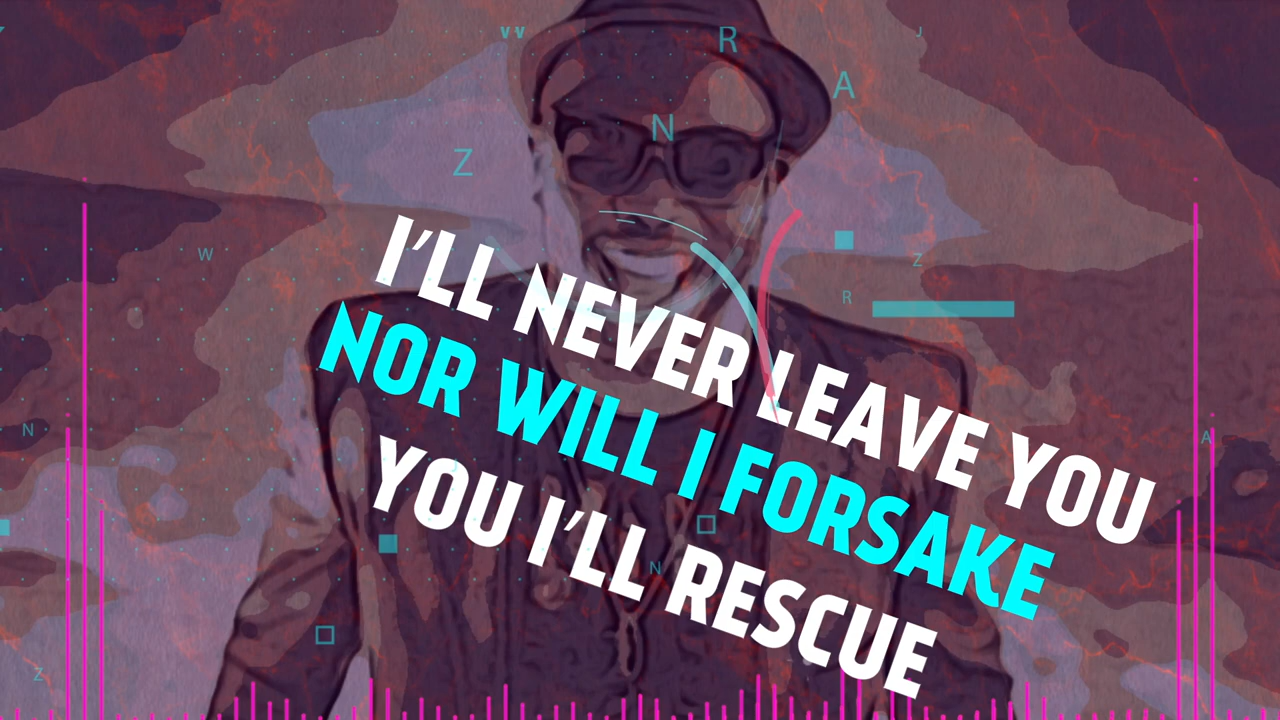 W R J
A
N
Z
I'LL NEVER LEAVE YOU
NOR WILL I FORSAKE
YOU I'LL RESCUE
W
Z
R
N
A
J
N
Z